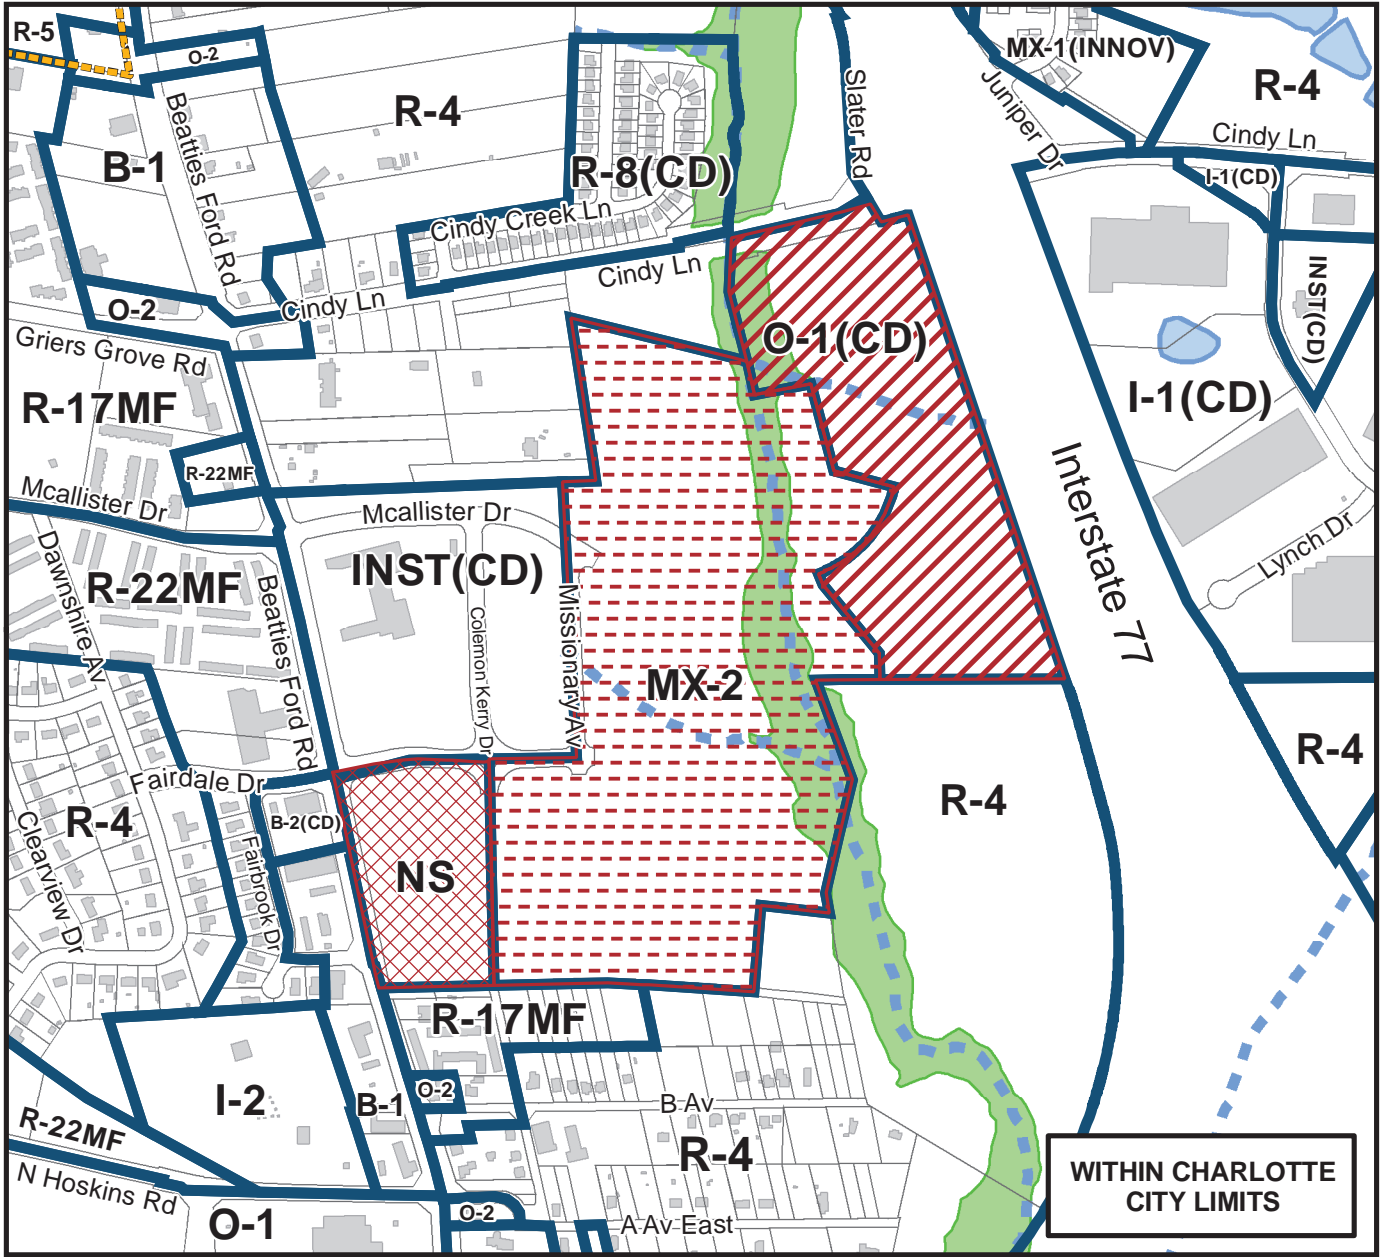 R-5
O-2
MX-1(INNOV)
R-4
R-4
Slater Rd
Juniper Dr
Cindy Ln
B-1
Beatties Ford Rd
R-8(CD)
I-1(CD)
Cindy Creek Ln
Cindy Ln
Cindy Ln
INST(CD)
O-2
Griers Grove Rd
O-1(CD)
R-17MF
I-1(CD)
R-22MF
Mcallister Dr
Mcallister Dr
Interstate 77
Lynch Dr
Dawnshire Av
R-22MF
Beatties Ford Rd
INST(CD)
Colemon Kerry Dr
Missionary Av
MX-2
R-4
Fairdale Dr
R-4
R-4
B-2(CD)
Clearview Dr
Fairbrook Dr
NS
R-17MF
I-2
B-1
O-2
B Av
R-22MF
R-4
N Hoskins Rd
O-1
O-2
A Av East
WITHIN CHARLOTTE
CITY LIMITS